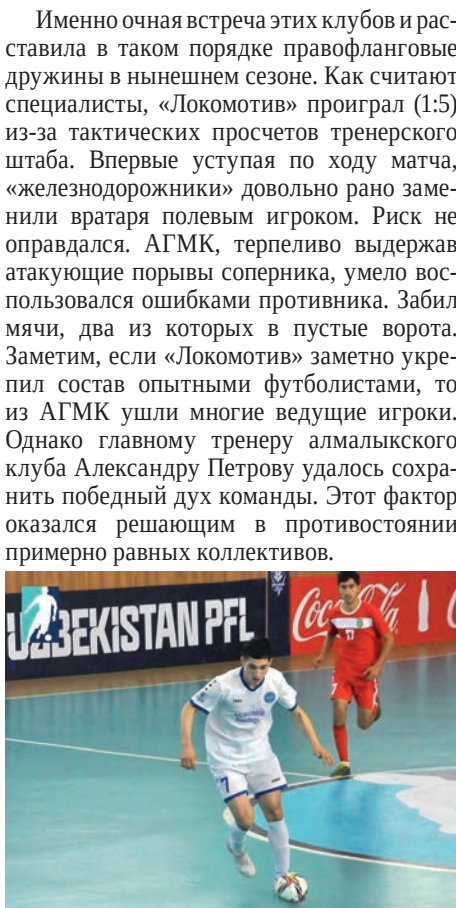 Именно очная встреча этих клубов и рас-
ставила в таком порядке правофланговые
дружины в нынешнем сезоне. Как считают
специалисты, «Локомотив» проиграл (1:5)
из-за тактических просчетов тренерского
штаба. Впервые уступая по ходу матча,
«железнодорожники» довольно рано заме-
нили вратаря полевым игроком. Риск не
оправдался. АГМК, терпеливо выдержав
атакующие порывы соперника, умело вос-
пользовался ошибками противника. Забил
мячи, два из которых в пустые ворота.
Заметим, если «Локомотив» заметно укре-
пил состав опытными футболистами, то
из АГМК ушли многие ведущие игроки.
Однако главному тренеру алмалыкского
клуба Александру Петрову удалось сохра-
нить победный дух команды. Этот фактор
оказался решающим в противостоянии
примерно равных коллективов.
UZBEKISTAN PFL
Coca-Cola
17
7